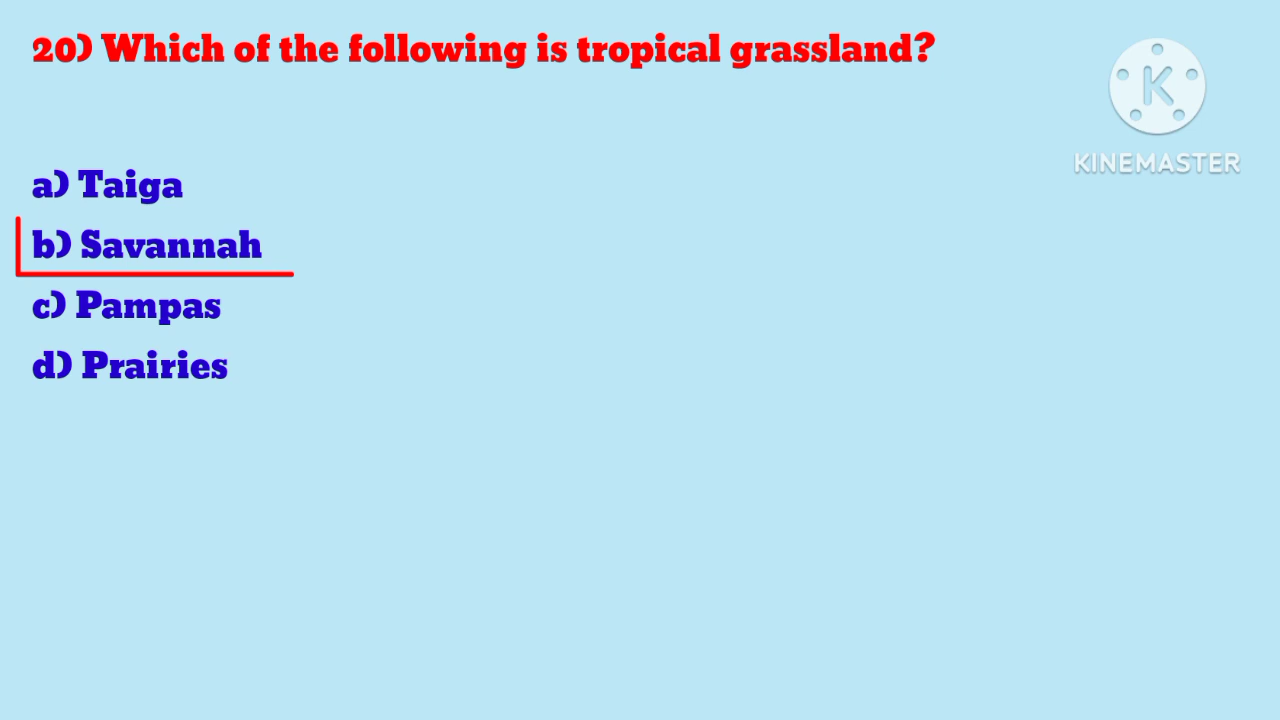 20) Which of the following is tropical grassland?
K
KINEMASTER
a) Taiga
b) Savannah
c) Pampas
d) Prairies